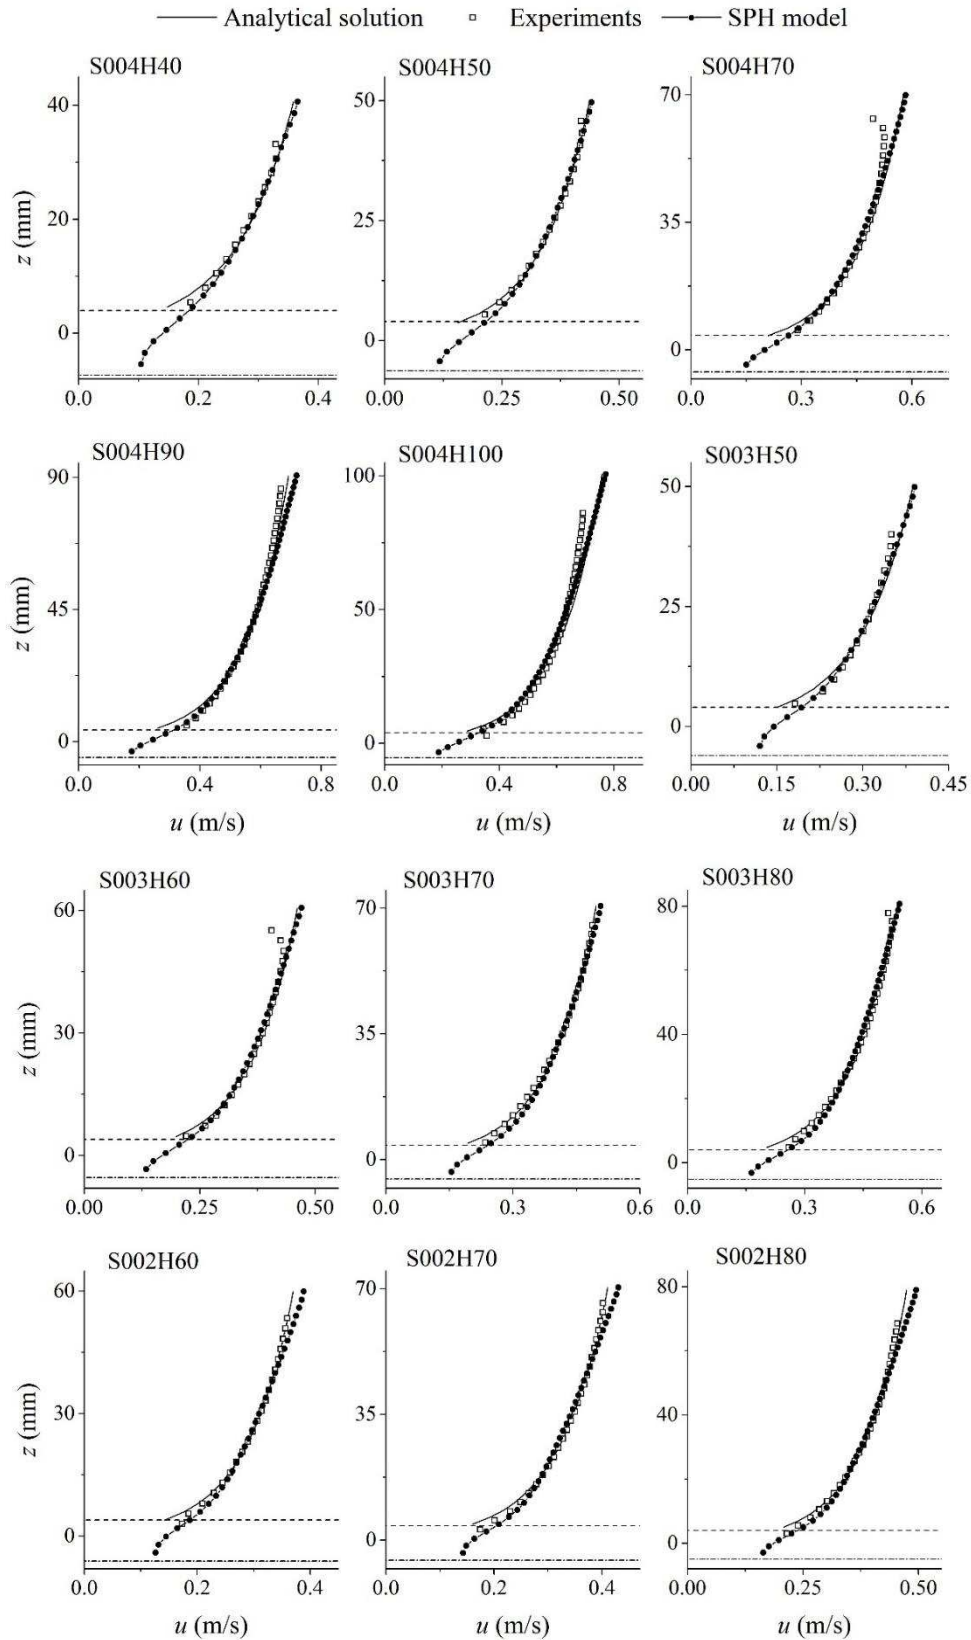 Analytical solution Experiments SPH model
S004H40 S004H50 S004H70
40 50 70
20 25 35
z (mm)
0 0 0
0.2 0.4 0.00 0.25 0.50 0.0 0.3 0.6
S004H90 S004H100 S003H50
90 100 50
45 50 25
z (mm)
0 0 0
0.0 0.4 0.8 0.0 0.4 0.8 0.00 0.15 0.30 0.45
u (m/s) u (m/s) u (m/s)
S003H60 S003H70 S003H80
60 70 80
30 35 40
z (mm)
0 0 0
0.00 0.25 0.50 0.0 0.3 0.6 0.0 0.3 0.6
S002H60 S002H70 S002H80
60 70 80
30 35 40
z (mm)
0 0 0
0.0 0.2 0.4 0.0 0.2 0.4 0.00 0.25 0.50
u (m/s) u (m/s) u (m/s)